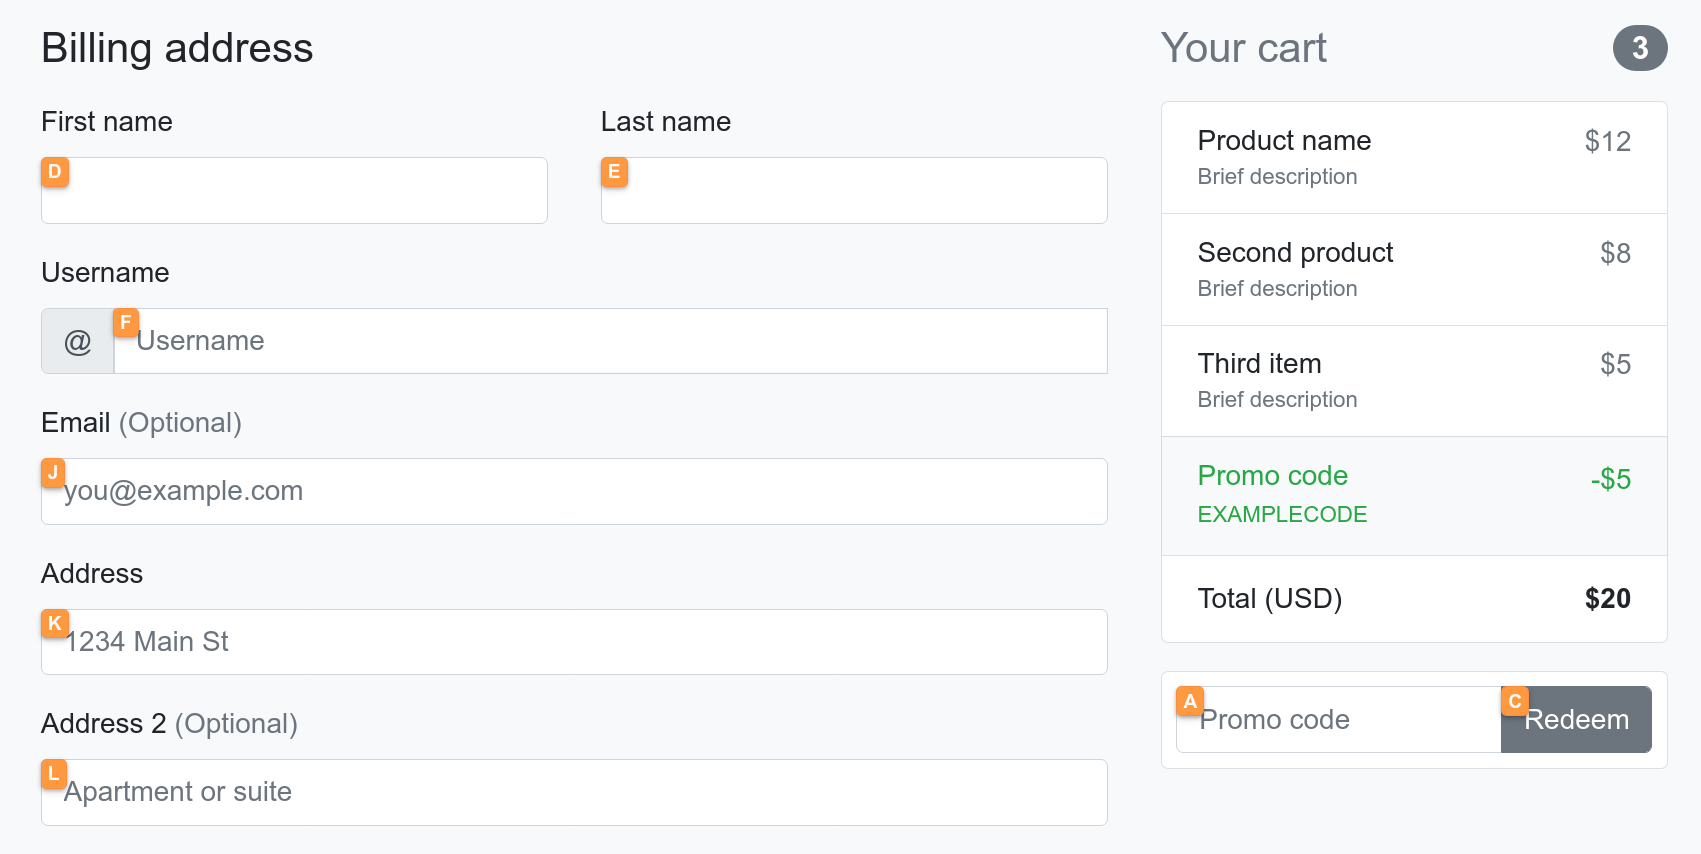 Billing address
First name
Last name
D
E
Username
@
F
Username
Email (Optional)
J
you@example.com
Address
K
1234 Main St
Address 2 (Optional)
L
Apartment or suite
Your cart
3
Product name
$12
Brief description
Second product
$8
Brief description
Third item
$5
Brief description
Promo code
-$5
EXAMPLECODE
Total (USD)
$20
A
Promo code
C
Redeem